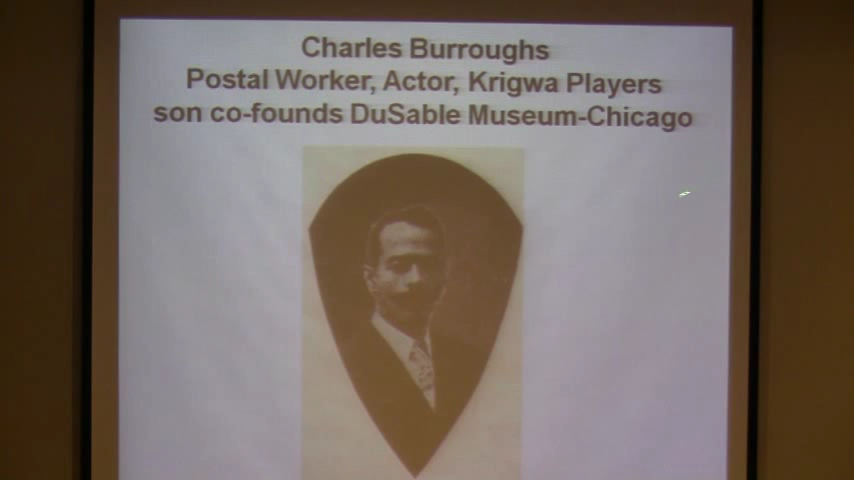 Charles Burroughs
Postal Worker, Actor, Krigwa Players
son co-founds DuSable Museum-Chicago